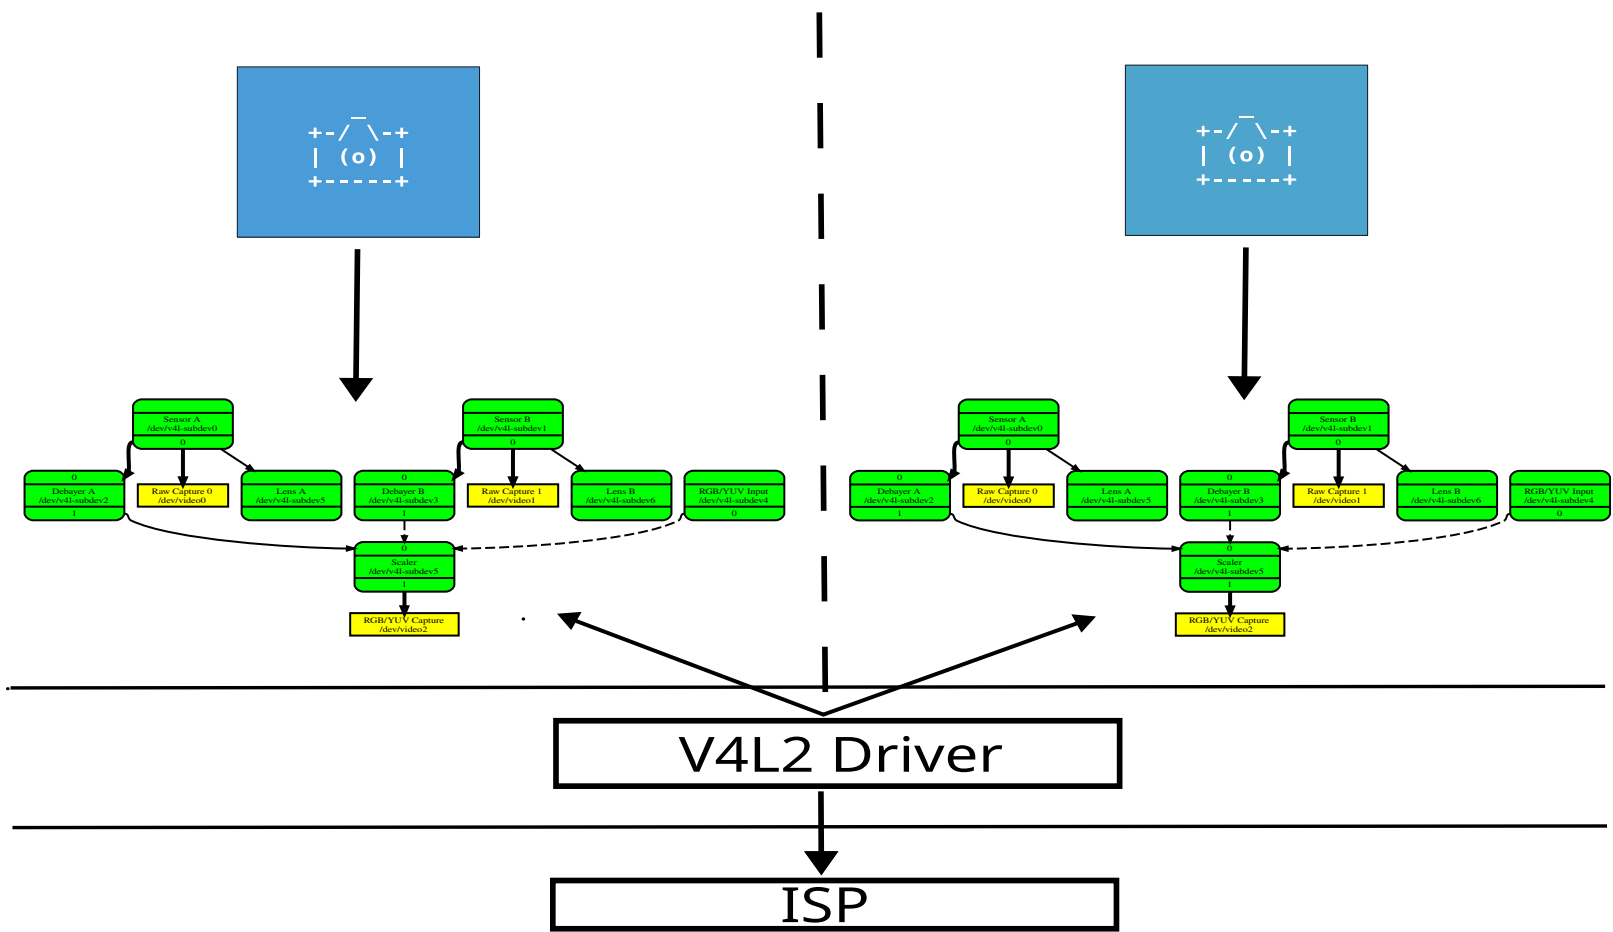 _
+-/ \-+
| (o) |
+------+
_
+-/ \-+
| (o) |
+------+
Sensor A
/dev/v4l-subdev0
0
Sensor B
/dev/v4l-subdev1
0
0
Debayer A
/dev/v4l-subdev2
1
Raw Capture 0
/dev/video0
Lens A
/dev/v4l-subdev5
0
Debayer B
/dev/v4l-subdev3
1
Raw Capture 1
/dev/video1
Lens B
/dev/v4l-subdev6
RGB/YUV Input
/dev/v4l-subdev4
0
0
Scaler
/dev/v4l-subdev5
1
RGB/YUV Capture
/dev/video2
Sensor A
/dev/v4l-subdev0
0
Sensor B
/dev/v4l-subdev1
0
0
Debayer A
/dev/v4l-subdev2
1
Raw Capture 0
/dev/video0
Lens A
/dev/v4l-subdev5
0
Debayer B
/dev/v4l-subdev3
1
Raw Capture 1
/dev/video1
Lens B
/dev/v4l-subdev6
RGB/YUV Input
/dev/v4l-subdev4
0
0
Scaler
/dev/v4l-subdev5
1
RGB/YUV Capture
/dev/video2
V4L2 Driver
ISP